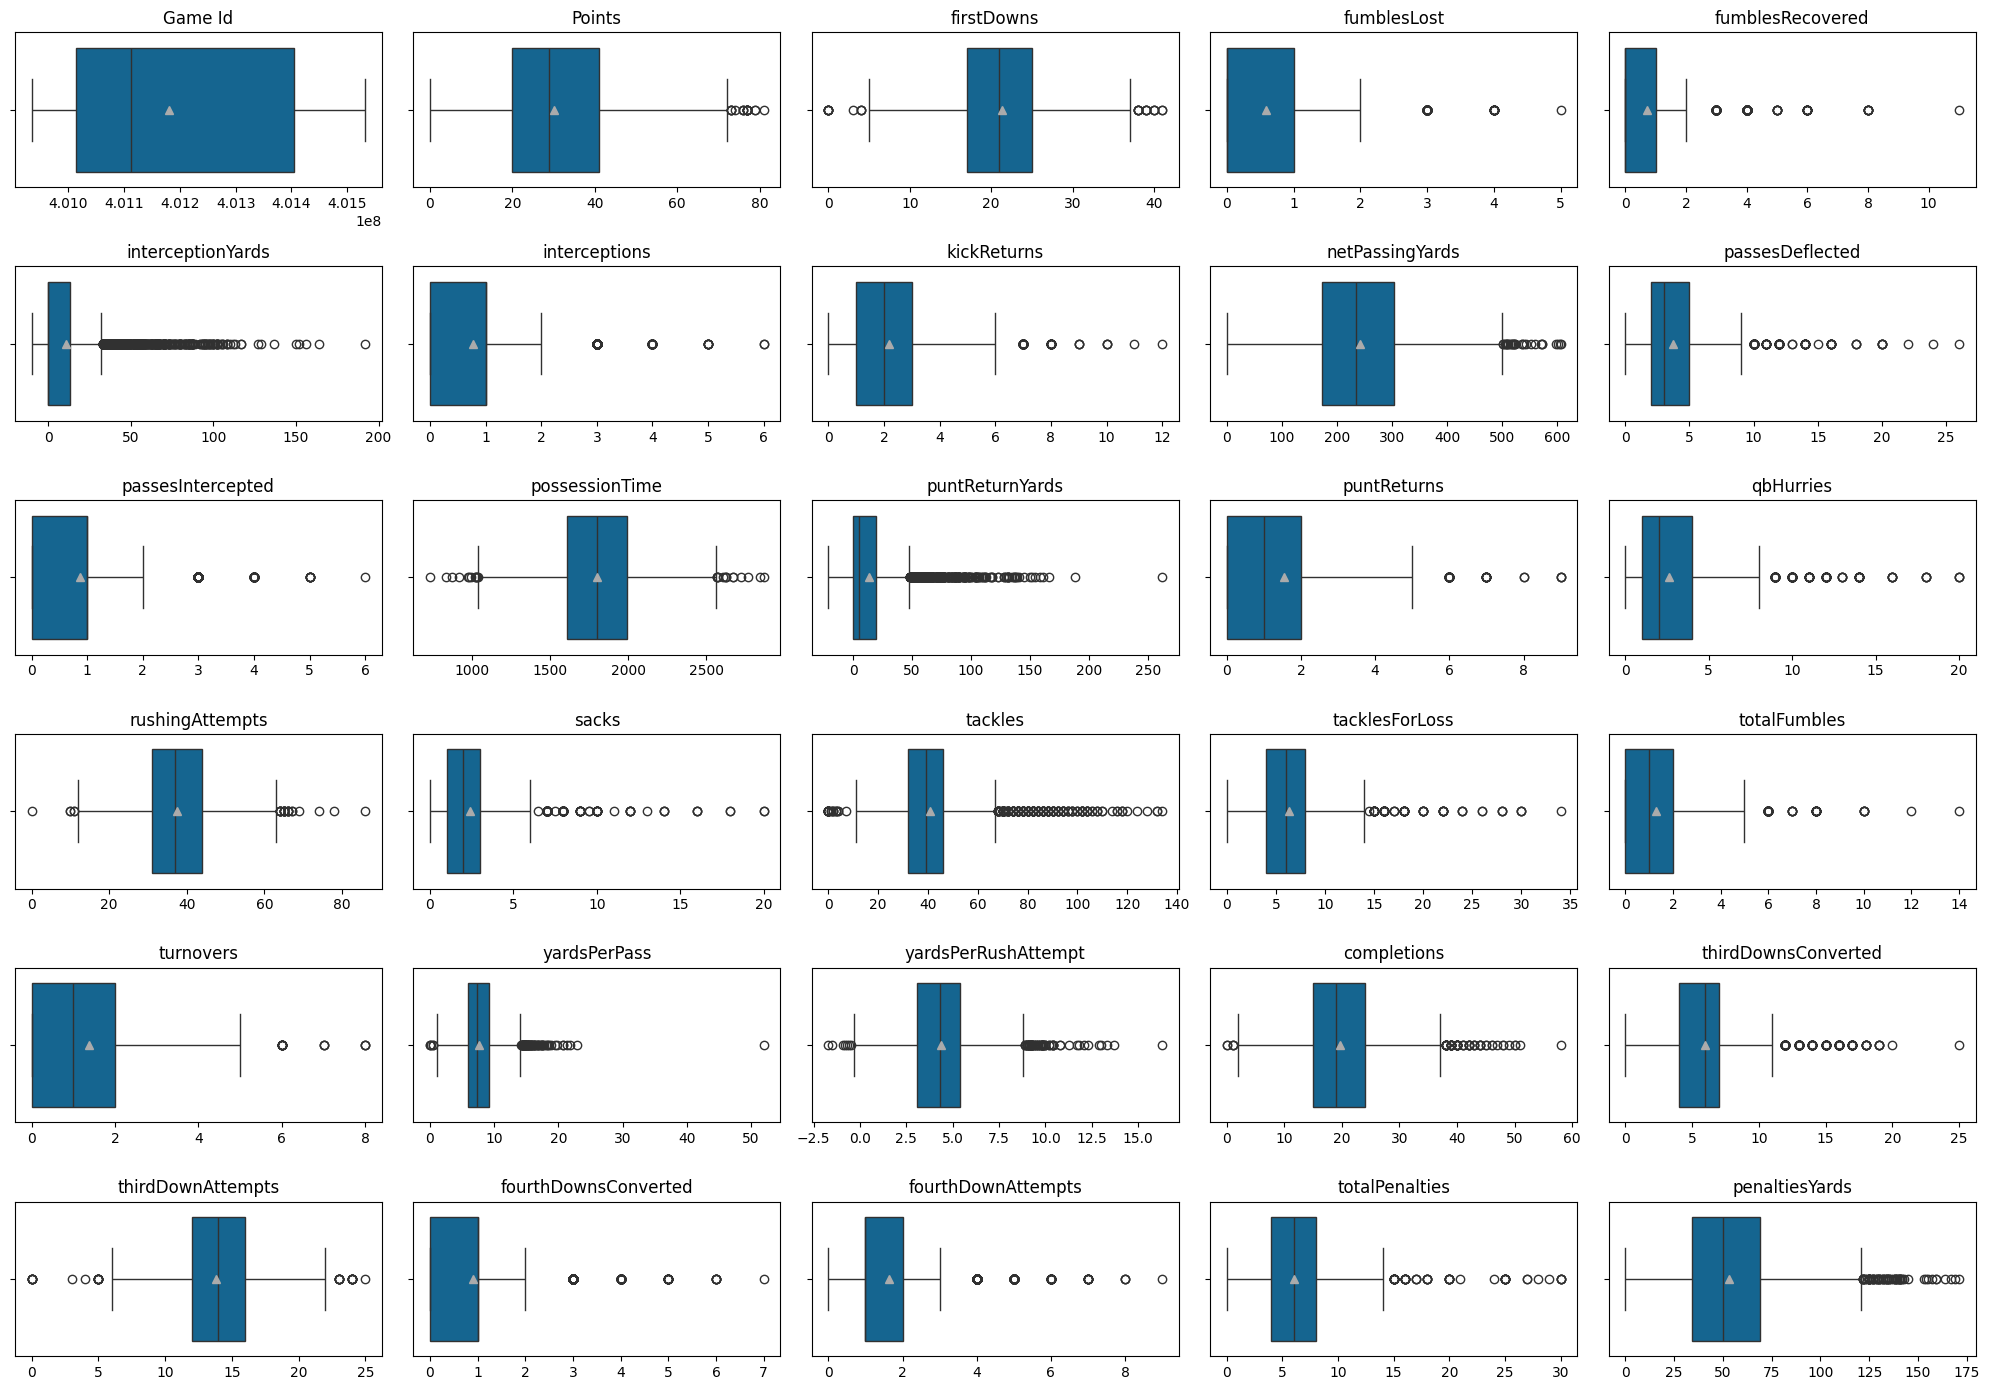 Game Id Points firstDowns fumblesLost fumblesRecovered
4.010 4.011 4.012 4.013 4.014 4.015 0 20 40 60 80 0 10 20 30 40 0 1 2 3 4 5 0 2 4 6 8 10
1e8
interceptionYards interceptions kickReturns netPassingYards passesDeflected
0 50 100 150 200 0 1 2 3 4 5 6 0 2 4 6 8 10 12 0 100 200 300 400 500 600 0 5 10 15 20 25
passesIntercepted possessionTime puntReturnYards puntReturns qbHurries
0 1 2 3 4 5 6 1000 1500 2000 2500 0 50 100 150 200 250 0 2 4 6 8 0 5 10 15 20
rushingAttempts sacks tackles tacklesForLoss totalFumbles
0 20 40 60 80 0 5 10 15 20 0 20 40 60 80 100 120 140 0 5 10 15 20 25 30 35 0 2 4 6 8 10 12 14
turnovers yardsPerPass yardsPerRushAttempt completions thirdDownsConverted
0 2 4 6 8 0 10 20 30 40 50 −2.5 0.0 2.5 5.0 7.5 10.0 12.5 15.0 0 10 20 30 40 50 60 0 5 10 15 20 25
thirdDownAttempts fourthDownsConverted fourthDownAttempts totalPenalties penaltiesYards
0 5 10 15 20 25 0 1 2 3 4 5 6 7 0 2 4 6 8 0 5 10 15 20 25 30 0 25 50 75 100 125 150 175